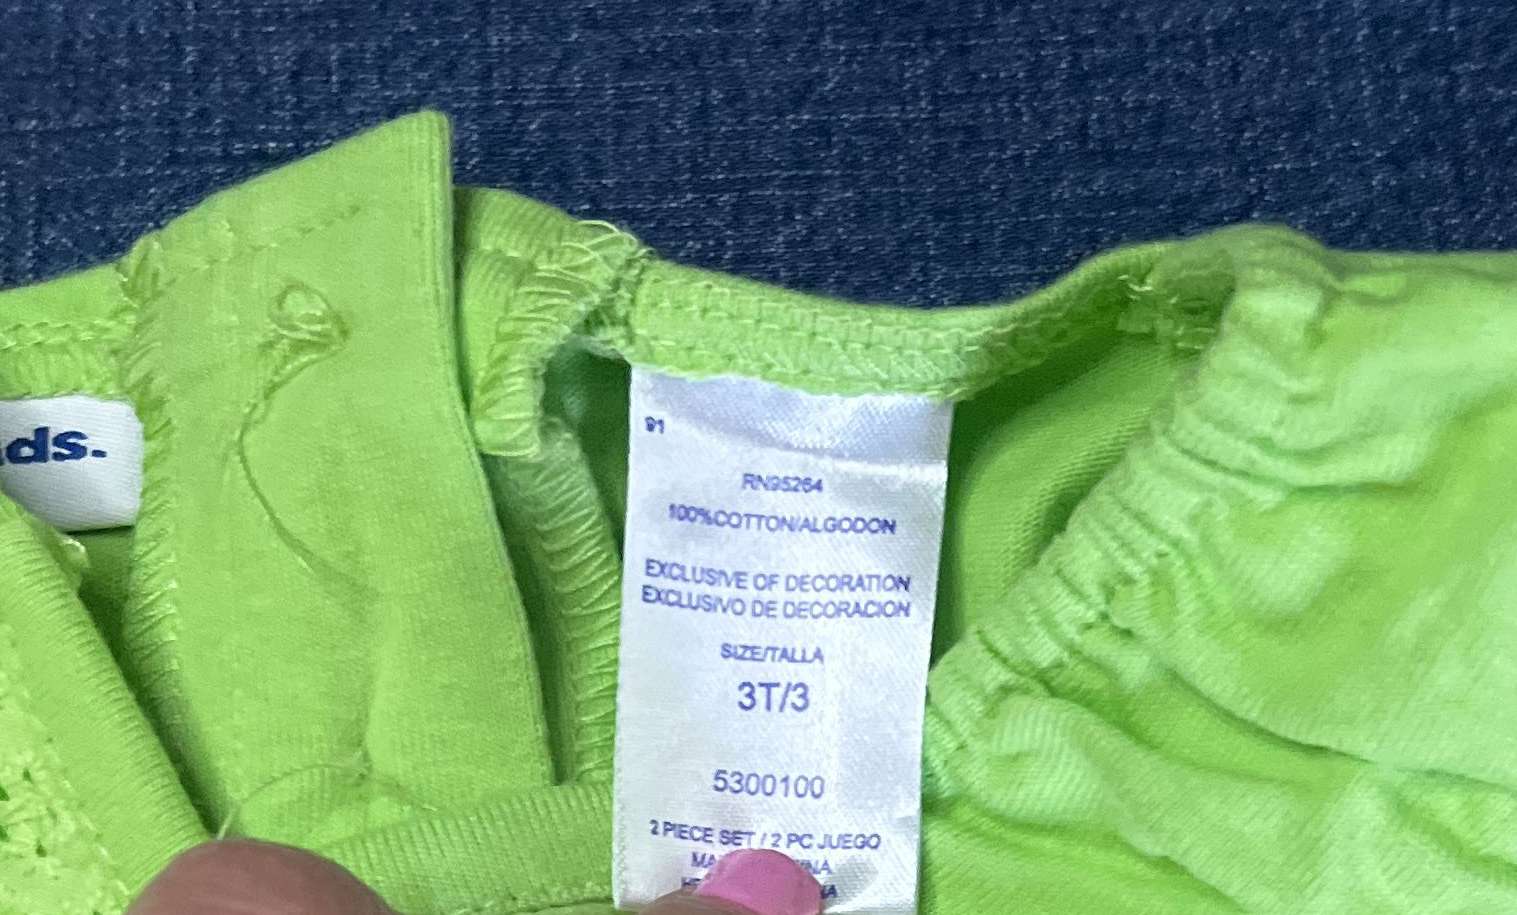 ds.
91
RN95264
100%COTTON/ALGODON
EXCLUSIVE OF DECORATION
EXCLUSIVO DE DECORACION
SIZE/TALLA
3T/3
5300100
2 PIECE SET / 2 PC JUEGO